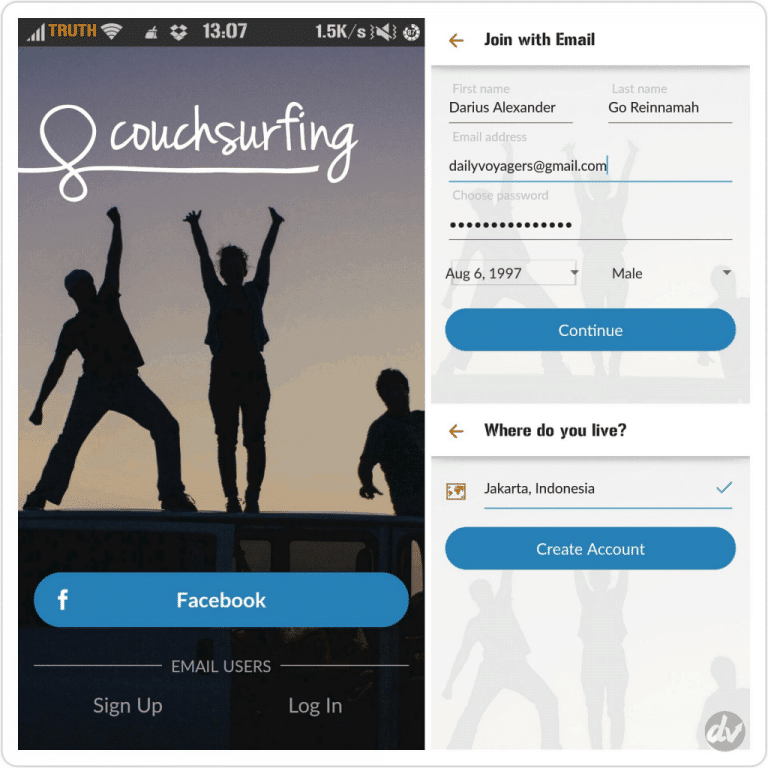 TRUTH 13:07 1.5K/s
couchsurfing
Facebook
EMAIL USERS
Sign Up Log In
Join with Email
First name Last name
Darius Alexander Go Reinnamah
Email address
dailyvoyagers@gmail.com
Choose password
•••••••••••••••
Aug 6, 1997 Male
Continue
Where do you live?
Jakarta, Indonesia
Create Account
dv